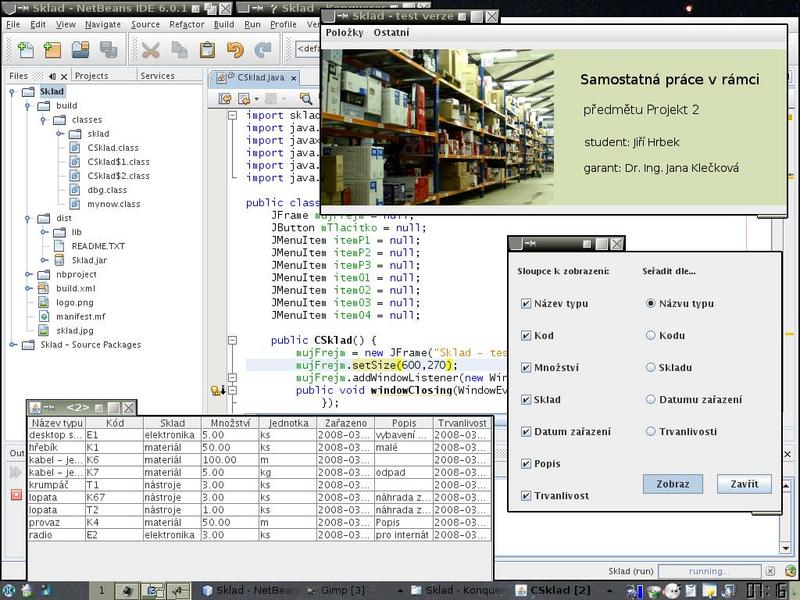 Sklad - NetBeans IDE 6.0.1
Sklad - Konqueror
Sklad - test verze
File Edit View Navigate Source Refactor Build Run Profile
Položky Ostatní
Samostatná práce v rámci
předmětu Projekt 2
student: Jiří Hrbek
garant: Dr. Ing. Jana Klečková
Files Projects Services
CSklad.java x
Sklad
build
classes
sklad
CSklad.class
CSklad$1.class
CSklad$2.class
dbg.class
mynow.class
dist
lib
README.TXT
Sklad.jar
nbproject
build.xml
logo.png
manifest.mf
sklad.jpg
Sklad - Source Packages
import sklad
import java.
import javax
import java.
import java.
import java.
public class
JFrame mujFrejm = null;
JButton mTlacitko = null;
JMenuItem itemP1 = null;
JMenuItem itemP2 = null;
JMenuItem itemP3 = null;
JMenuItem item01 = null;
JMenuItem item02 = null;
JMenuItem item03 = null;
JMenuItem item04 = null;
public CSklad() {
mujFrejm = new JFrame("Sklad - tes
mujFrejm.setSize(600,270);
mujFrejm.addWindowListener(new Win
public void windowClosing(WindowEv
});
Sloupce k zobrazení: Seřadit dle...
Název typu Názvu typu
Kod Kodu
Množství Skladu
Sklad Datumu zařazení
Datum zařazení Trvanlivosti
Popis
Trvanlivost
Zobraz Zavřít
<2>
Název typu Kód Sklad Množství Jednotka Zařazeno Popis Trvanlivost
desktop s... E1 elektronika 5.00 ks 2008-03... vybavení ... 2008-03...
hřebík K1 materiál 50.00 ks 2008-03... malé 2008-03...
kabel - je... K6 materiál 100.00 m 2008-03... 2008-03...
kabel - je... K7 materiál 5.00 kg 2008-03... odpad 2008-03...
krumpáč T1 nástroje 3.00 ks 2008-03... 2008-03...
lopata K67 nástroje 3.00 ks 2008-03... náhrada z... 2008-03...
lopata T2 nástroje 1.00 ks 2008-03... náhrada z... 2008-03...
provaz K4 materiál 50.00 m 2008-03... Popis 2008-03...
radio E2 elektronika 3.00 ks 2008-03... pro internát 2008-03...
Out
Sklad (run) running...
1 Sklad - NetBean Gimp [3] Sklad - Konquer CSklad [2]